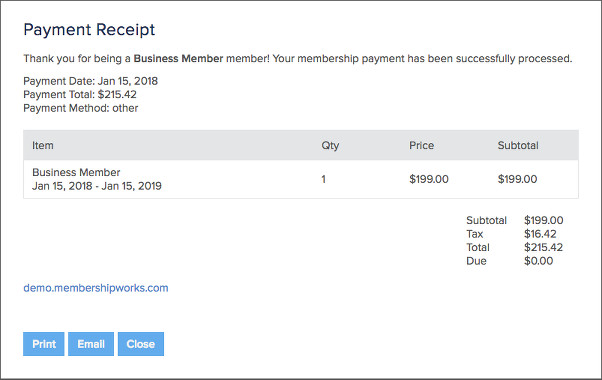 Payment Receipt
Thank you for being a Business Member member! Your membership payment has been successfully processed.
Payment Date: Jan 15, 2018
Payment Total: $215.42
Payment Method: other
Item Qty Price Subtotal
Business Member
Jan 15, 2018 - Jan 15, 2019 1 $199.00 $199.00
Subtotal $199.00
Tax $16.42
Total $215.42
Due $0.00
demo.membershipworks.com
Print Email Close